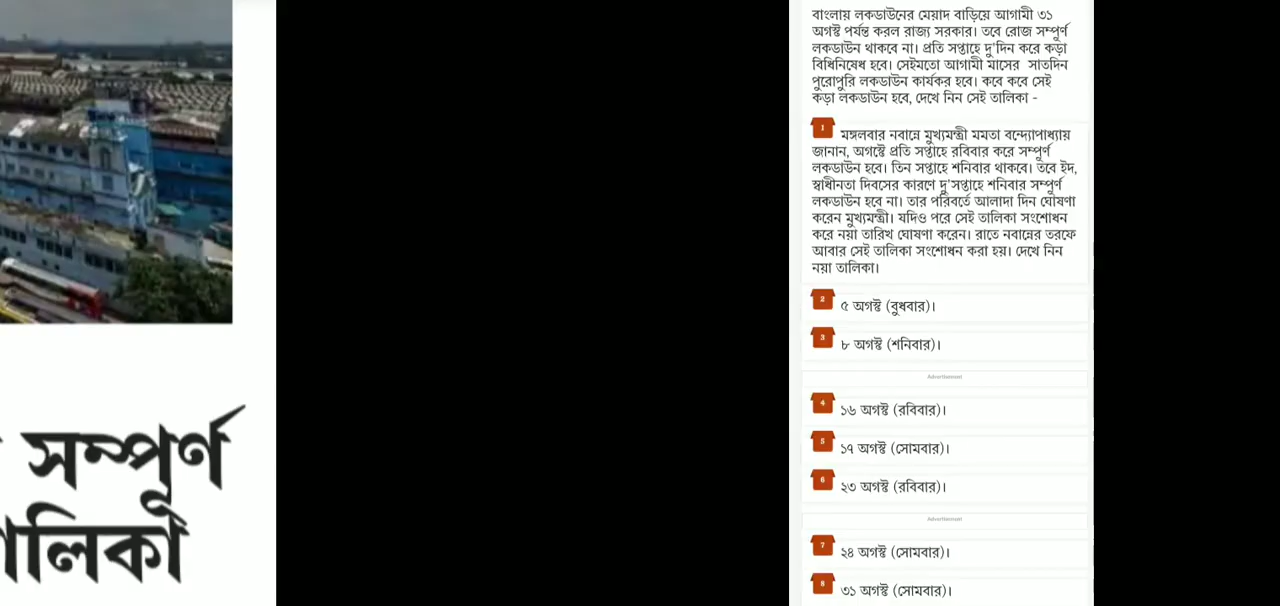 সম্পূর্ণ
বাংলায় লকডাউনের মেয়াদ বাড়িয়ে আগামী ৩১
অগস্ট পর্যন্ত করল রাজ্য সরকার। তবে রোজ সম্পূর্ণ
লকডাউন থাকবে না। প্রতি সপ্তাহে দু'দিন করে কড়া
বিধিনিষেধ হবে। সেইমতো আগামী মাসের সাতদিন
পুরোপুরি লকডাউন কার্যকর হবে। কবে কবে সেই
কড়া লকডাউন হবে, দেখে নিন সেই তালিকা -
1 মঙ্গলবার নবান্নে মুখ্যমন্ত্রী মমতা বন্দ্যোপাধ্যায়
জানান, অগস্টে প্রতি সপ্তাহে রবিবার করে সম্পূর্ণ
লকডাউন হবে। তিন সপ্তাহে শনিবার থাকবে। তবে ইদ,
স্বাধীনতা দিবসের কারণে দু'সপ্তাহে শনিবার সম্পূর্ণ
লকডাউন হবে না। তার পরিবর্তে আলাদা দিন ঘোষণা
করেন মুখ্যমন্ত্রী। যদিও পরে সেই তালিকা সংশোধন
করে নয়া তারিখ ঘোষণা করেন। রাতে নবান্নের তরফে
আবার সেই তালিকা সংশোধন করা হয়। দেখে নিন
নয়া তালিকা।
2 ৫ অগস্ট (বুধবার)।
3 ৮ অগস্ট (শনিবার)।
Advertisement
4 ১৬ অগস্ট (রবিবার)।
5 ১৭ অগস্ট (সোমবার)।
6 ২৩ অগস্ট (রবিবার)।
Advertisement
7 ২৪ অগস্ট (সোমবার)।
8 ৩১ অগস্ট (সোমবার)।